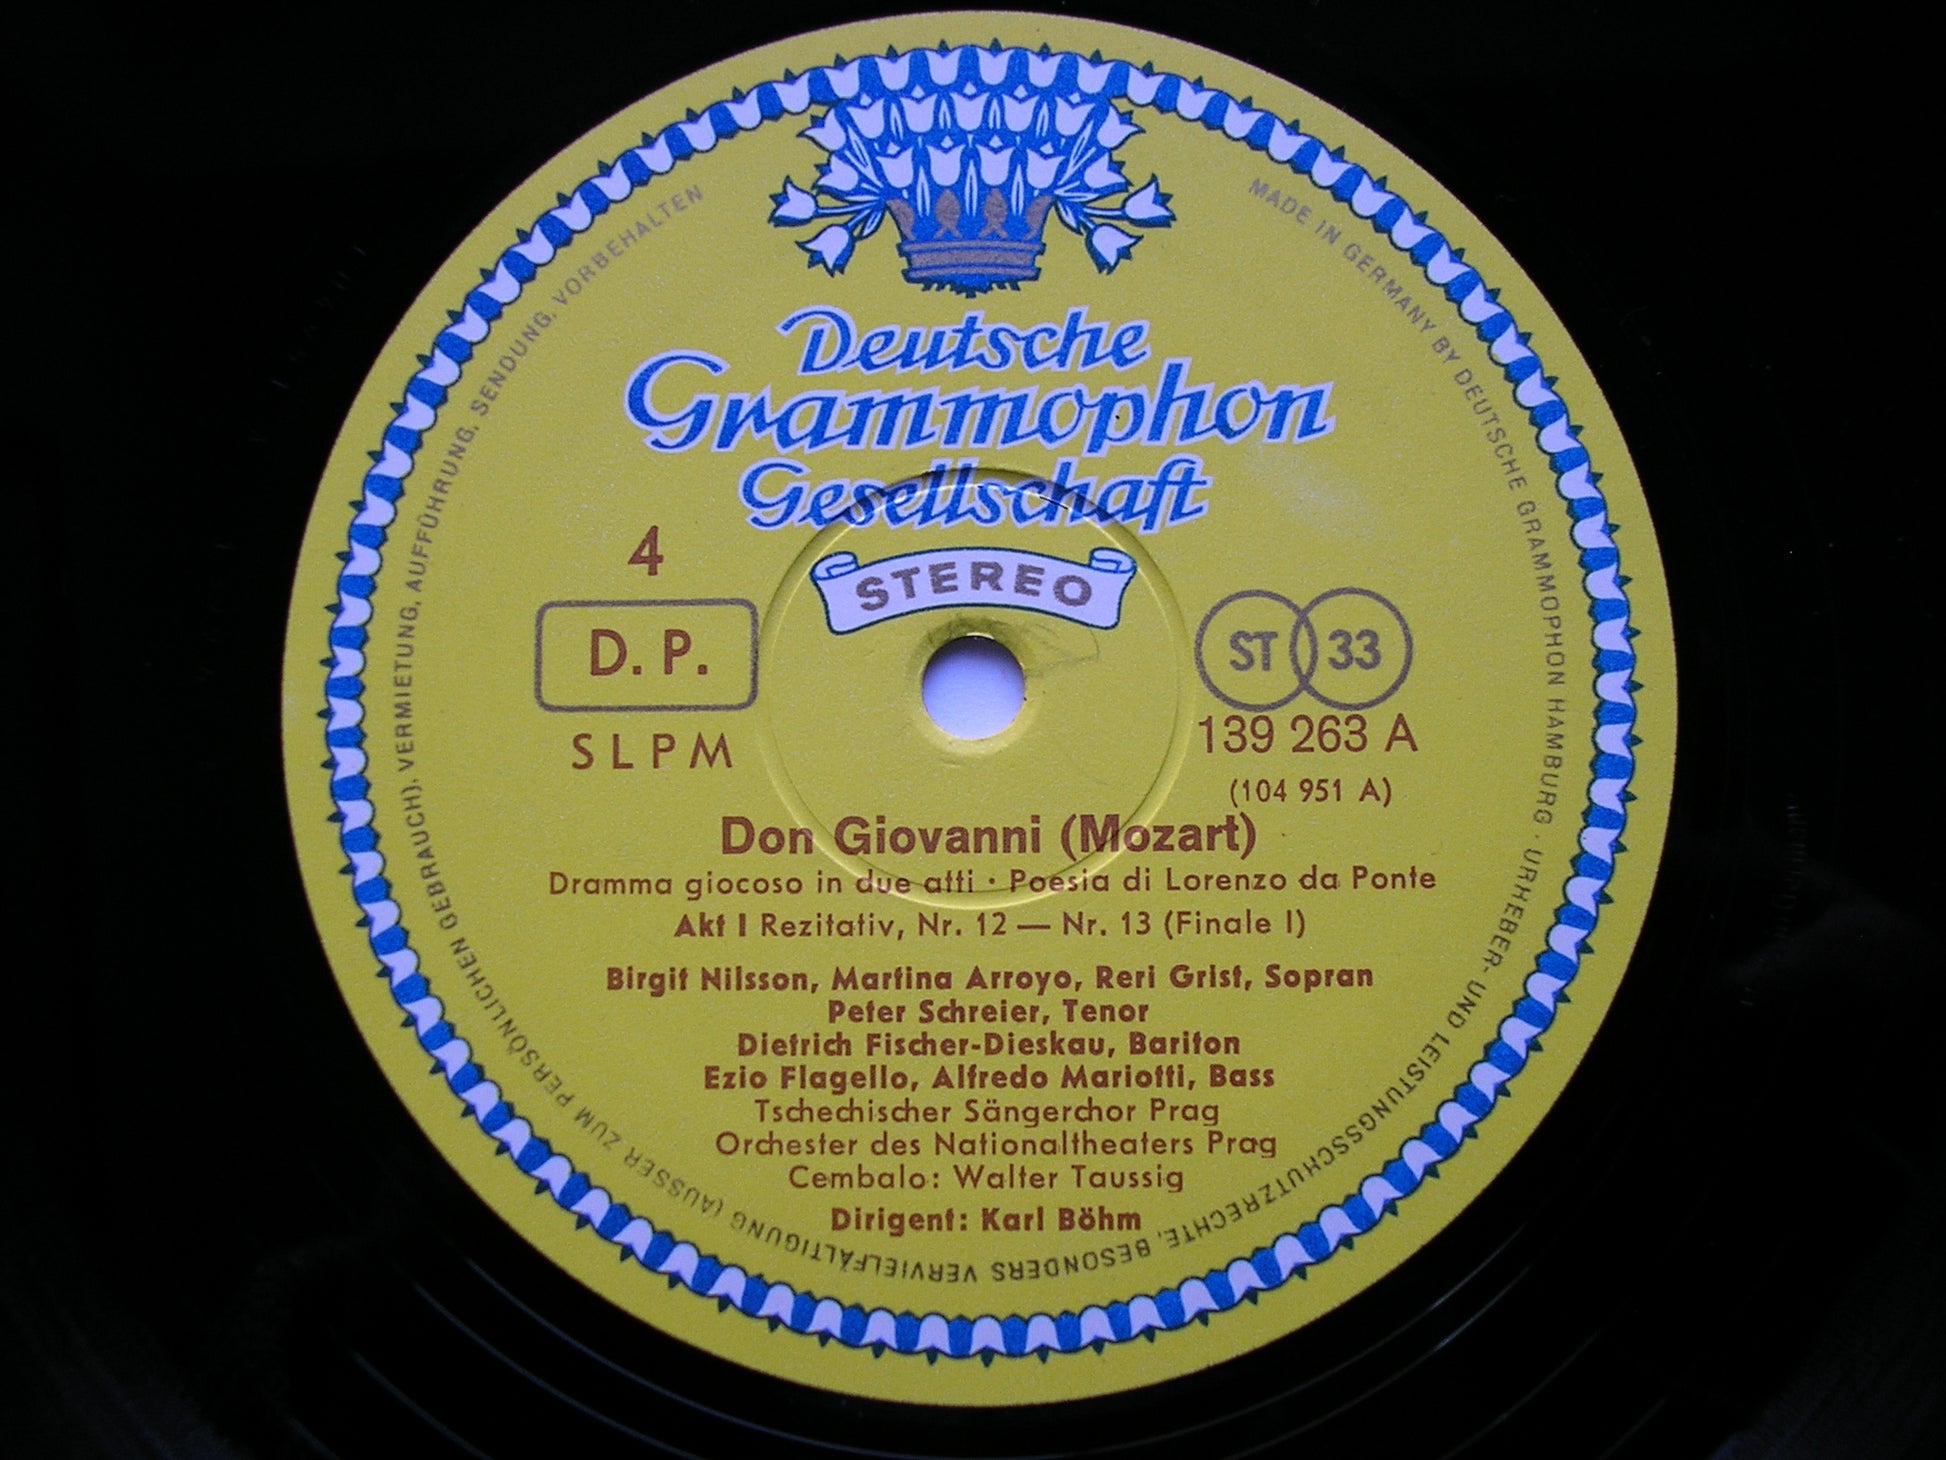 Deutsche
Grammophon
Gesellschaft
STEREO
4
D. P.
SLPM
ST 33
139 263 A
(104 951 A)
Don Giovanni (Mozart)
Dramma giocoso in due atti · Poesia di Lorenzo da Ponte
Akt I Rezitativ, Nr. 12 — Nr. 13 (Finale I)
Birgit Nilsson, Martina Arroyo, Reri Grist, Sopran
Peter Schreier, Tenor
Dietrich Fischer-Dieskau, Bariton
Ezio Flagello, Alfredo Mariotti, Bass
Tschechischer Sängerchor Prag
Orchester des Nationaltheaters Prag
Cembalo: Walter Taussig
Dirigent: Karl Böhm
MADE IN GERMANY BY DEUTSCHE GRAMMOPHON HAMBURG · URHEBER- UND LEISTUNGSSCHUTZRECHTE, BESONDERS VERVIELFÄLTIGUNG (AUSSER ZUM PERSÖNLICHEN GEBRAUCH), VERMIETUNG, AUFFÜHRUNG, SENDUNG, VORBEHALTEN